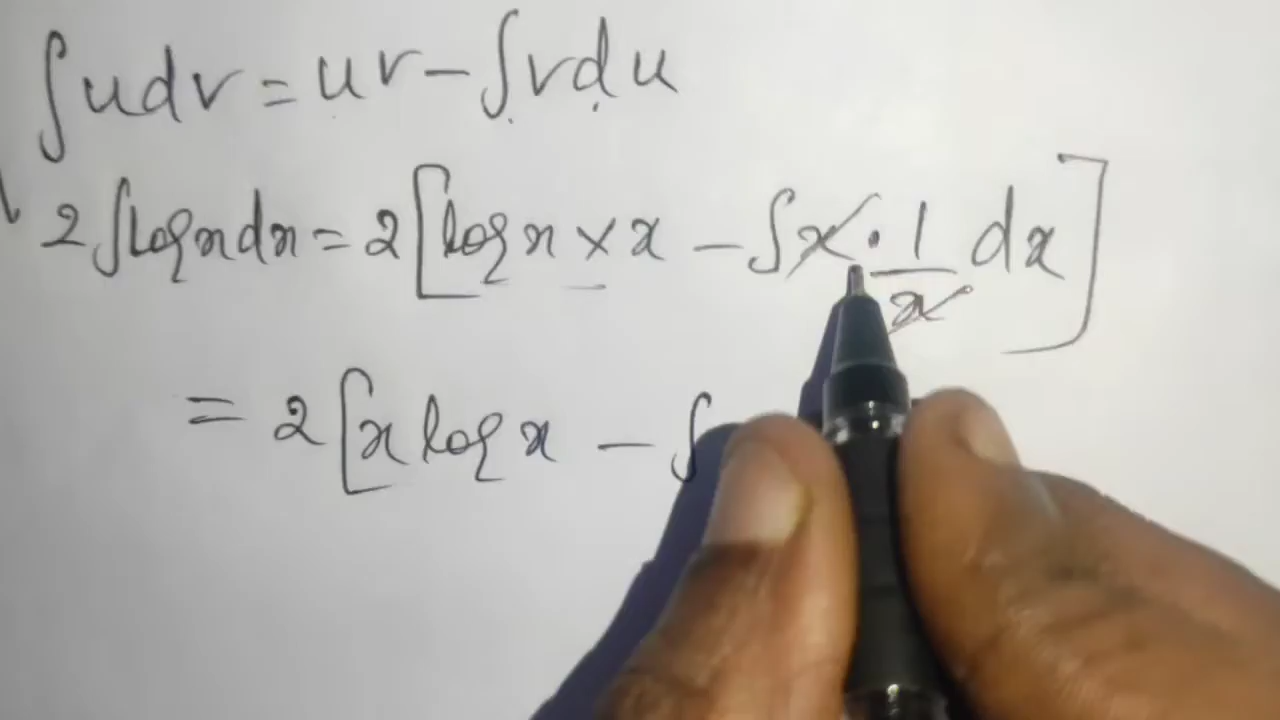 ∫udv = uv − ∫vdu
2∫logxdx = 2[logx × x − ∫x·1/x dx]
= 2[xlogx − ∫